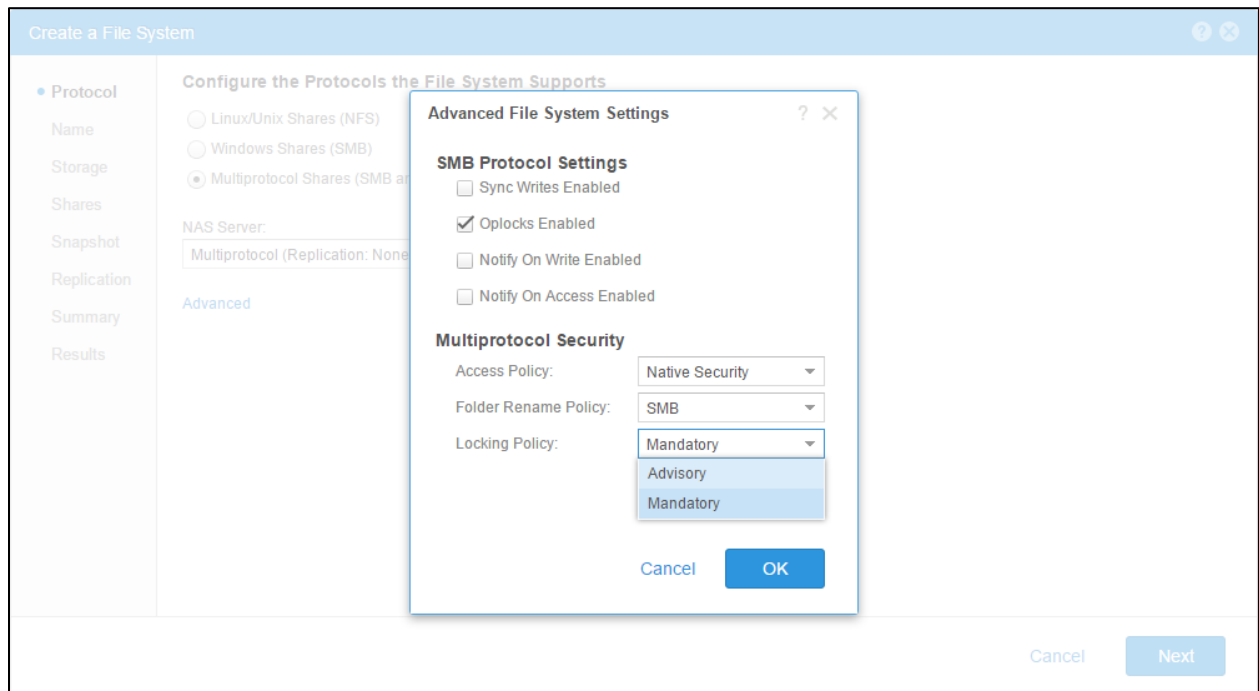 Create a File System
Protocol
Name
Storage
Shares
Snapshot
Replication
Summary
Results
Configure the Protocols the File System Supports
Linux/Unix Shares (NFS)
Windows Shares (SMB)
Multiprotocol Shares (SMB an
NAS Server:
Multiprotocol (Replication: None
Advanced
Advanced File System Settings
SMB Protocol Settings
Sync Writes Enabled
Oplocks Enabled
Notify On Write Enabled
Notify On Access Enabled
Multiprotocol Security
Access Policy: Native Security
Folder Rename Policy: SMB
Locking Policy: Mandatory
Advisory
Mandatory
Cancel OK
Cancel Next